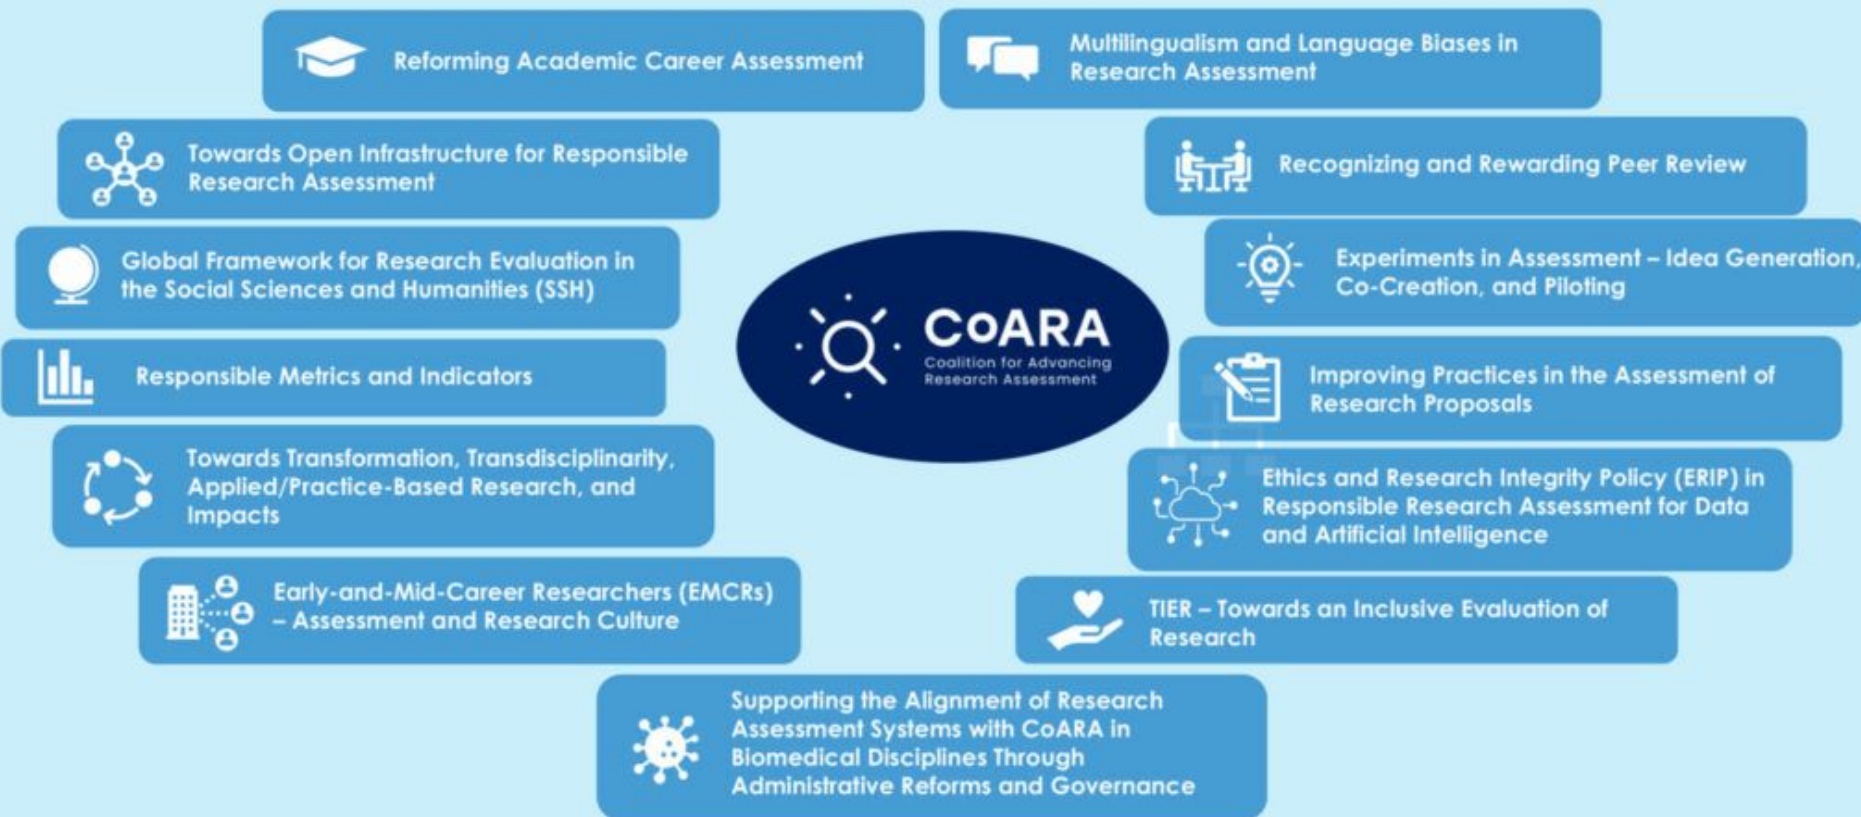 Reforming Academic Career Assessment
Multilingualism and Language Biases in
Research Assessment
Towards Open Infrastructure for Responsible
Research Assessment
Recognizing and Rewarding Peer Review
Global Framework for Research Evaluation in
the Social Sciences and Humanities (SSH)
Experiments in Assessment – Idea Generation,
Co-Creation, and Piloting
CoARA
Coalition for Advancing
Research Assessment
Responsible Metrics and Indicators
Improving Practices in the Assessment of
Research Proposals
Towards Transformation, Transdisciplinarity,
Applied/Practice-Based Research, and
Impacts
Ethics and Research Integrity Policy (ERIP) in
Responsible Research Assessment for Data
and Artificial Intelligence
Early-and-Mid-Career Researchers (EMCRs)
– Assessment and Research Culture
TIER – Towards an Inclusive Evaluation of
Research
Supporting the Alignment of Research
Assessment Systems with CoARA in
Biomedical Disciplines Through
Administrative Reforms and Governance